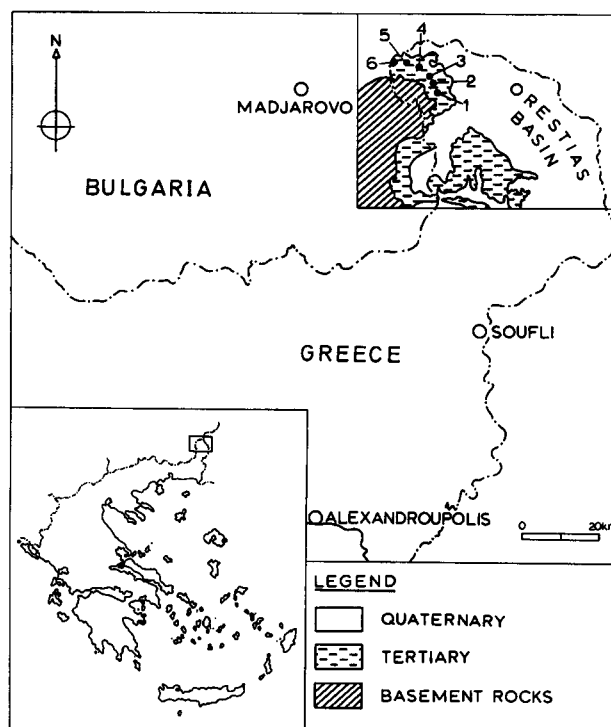 N
MADJAROVO
BULGARIA
5
4
6
3
2
1
ORESTIAS
BASIN
GREECE
SOUFLI
ALEXANDROUPOLIS
0 20km
LEGEND
QUATERNARY
TERTIARY
BASEMENT ROCKS